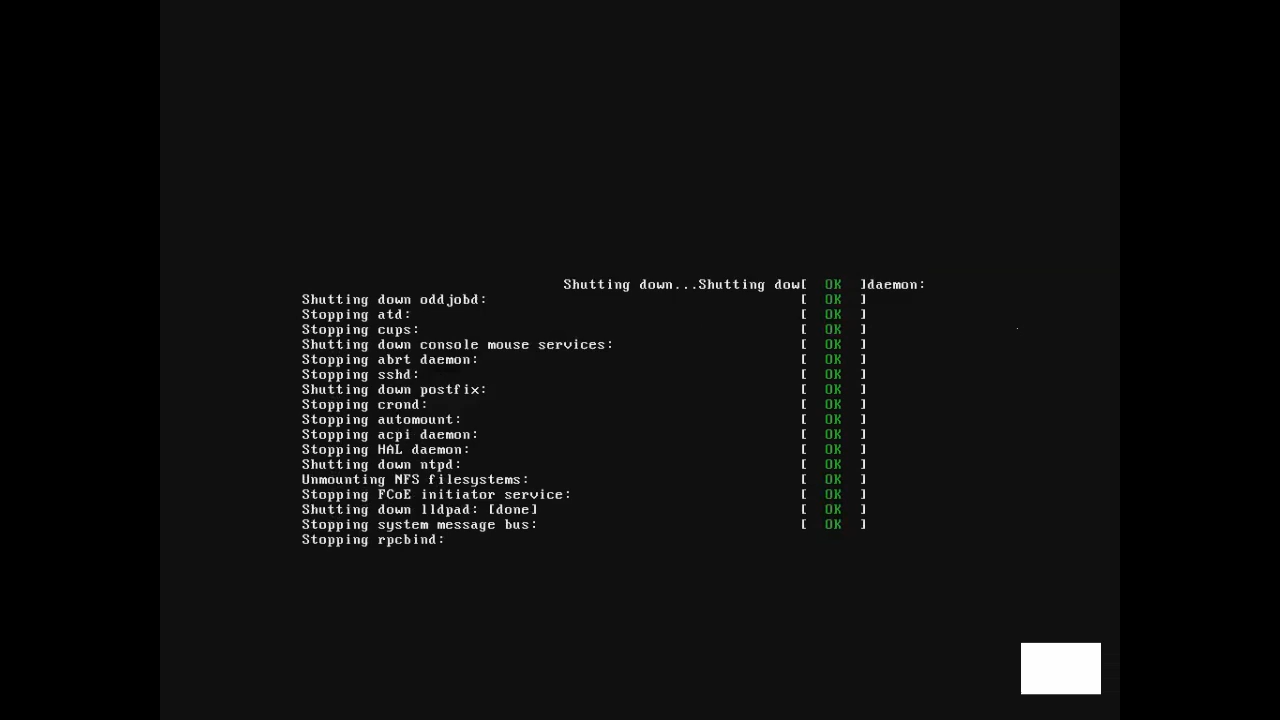 Shutting down...Shutting dow[  OK  ]daemon:
Shutting down oddjobd:                                     [  OK  ]
Stopping atd:                                              [  OK  ]
Stopping cups:                                             [  OK  ]
Shutting down console mouse services:                      [  OK  ]
Stopping abrt daemon:                                      [  OK  ]
Stopping sshd:                                             [  OK  ]
Shutting down postfix:                                     [  OK  ]
Stopping crond:                                            [  OK  ]
Stopping automount:                                        [  OK  ]
Stopping acpi daemon:                                      [  OK  ]
Stopping HAL daemon:                                       [  OK  ]
Shutting down ntpd:                                        [  OK  ]
Unmounting NFS filesystems:                                [  OK  ]
Stopping FCoE initiator service:                           [  OK  ]
Shutting down lldpad: [done]                               [  OK  ]
Stopping system message bus:                               [  OK  ]
Stopping rpcbind: